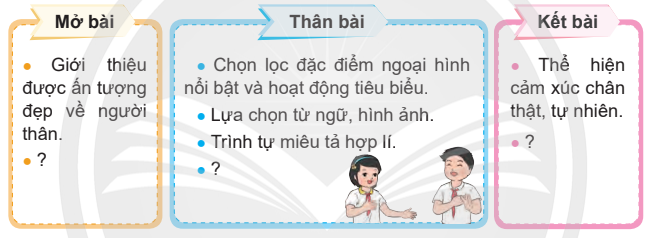 Mở bài
● Giới thiệu
được ấn tượng
đẹp về người
thân.
● ?
Thân bài
● Chọn lọc đặc điểm ngoại hình
nổi bật và hoạt động tiêu biểu.
● Lựa chọn từ ngữ, hình ảnh.
● Trình tự miêu tả hợp lí.
● ?
Kết bài
● Thể hiện
cảm xúc chân
thật, tự nhiên.
● ?